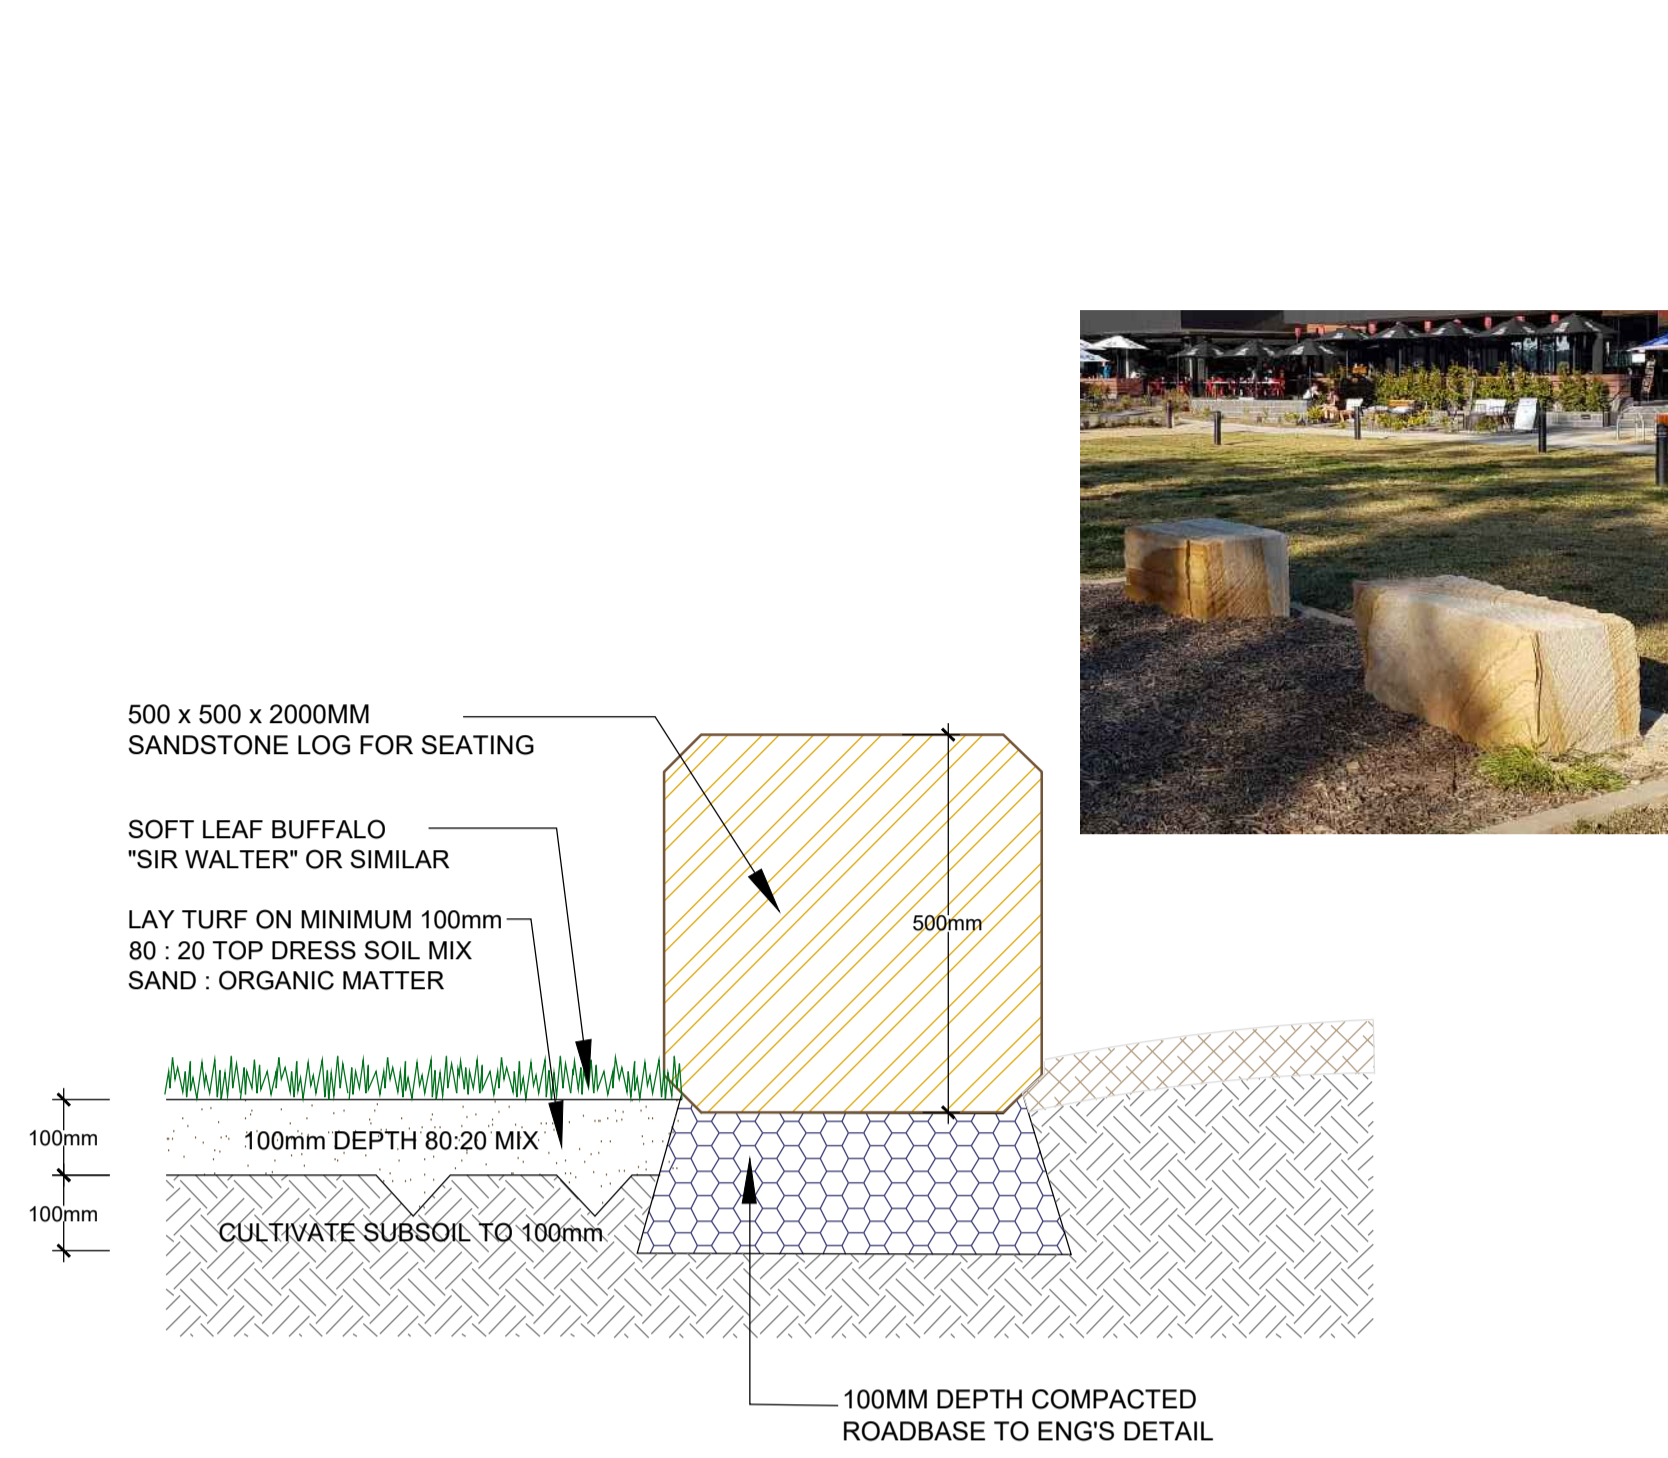 500 x 500 x 2000MM
SANDSTONE LOG FOR SEATING
SOFT LEAF BUFFALO
"SIR WALTER" OR SIMILAR
LAY TURF ON MINIMUM 100mm
80 : 20 TOP DRESS SOIL MIX
SAND : ORGANIC MATTER
500mm
100mm
100mm DEPTH 80:20 MIX
100mm
CULTIVATE SUBSOIL TO 100mm
100MM DEPTH COMPACTED
ROADBASE TO ENG'S DETAIL